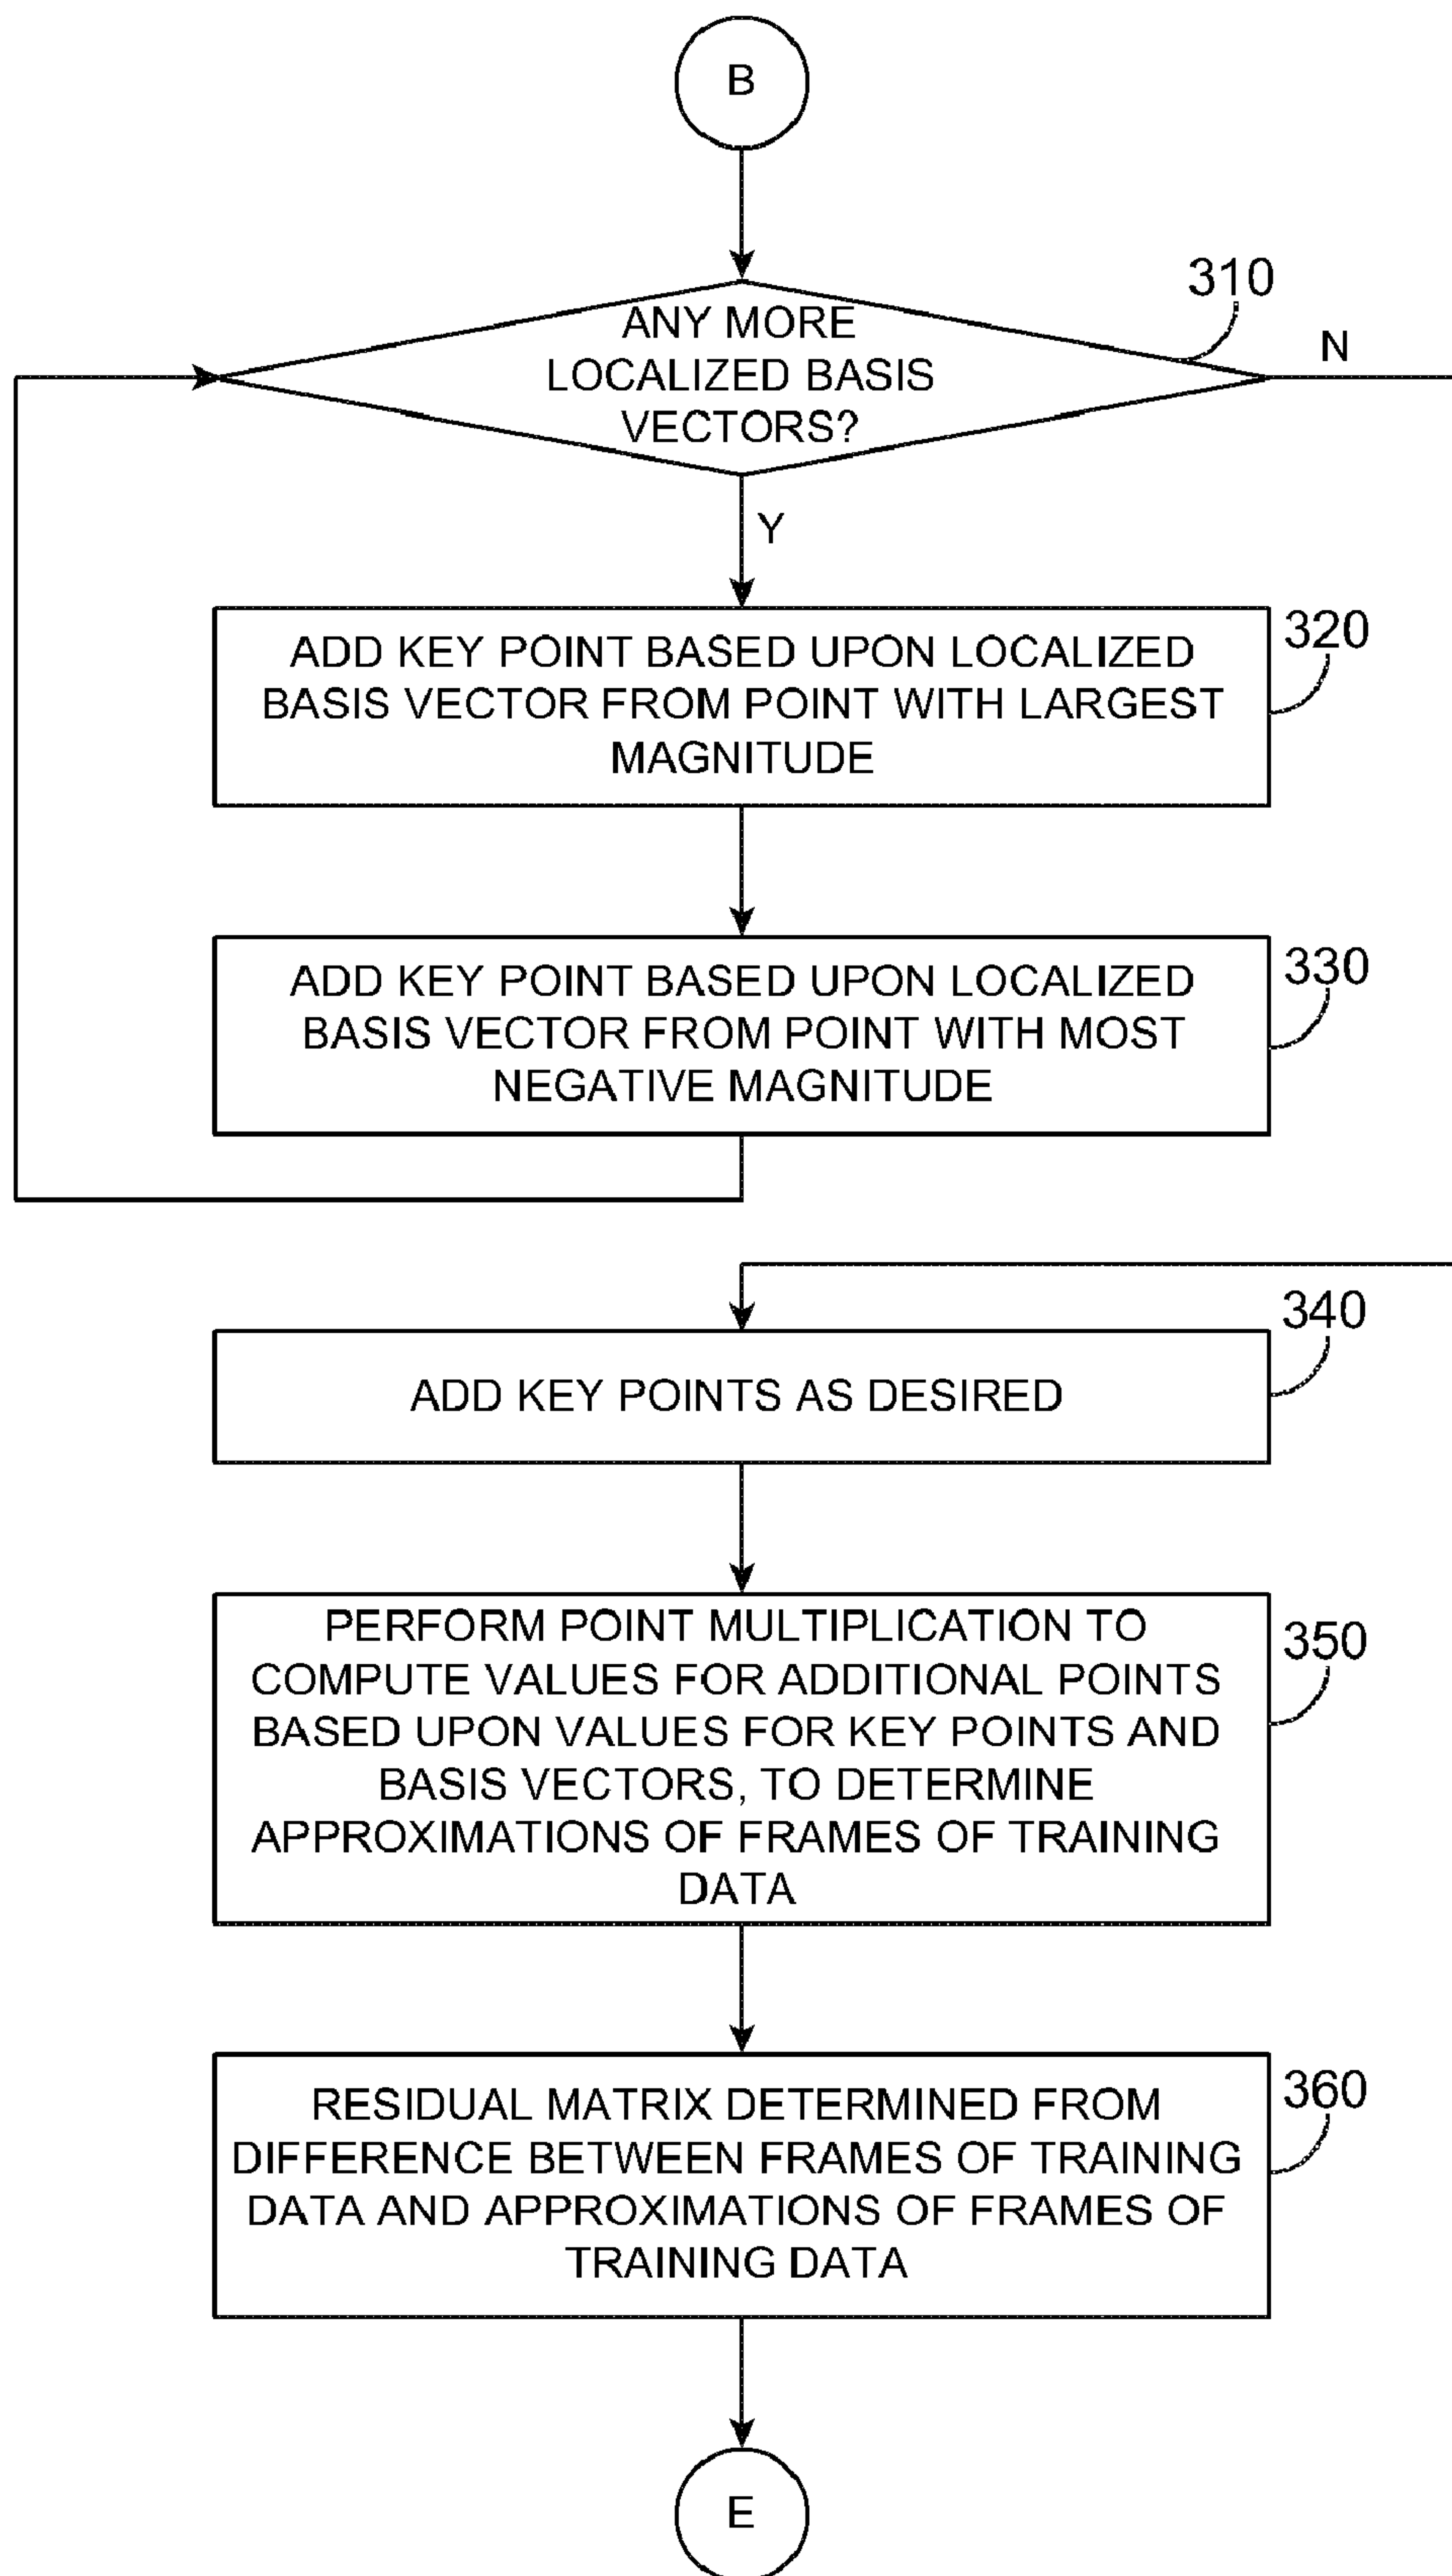 B
310
ANY MORE
LOCALIZED BASIS
VECTORS?
N
Y
320
ADD KEY POINT BASED UPON LOCALIZED
BASIS VECTOR FROM POINT WITH LARGEST
MAGNITUDE
330
ADD KEY POINT BASED UPON LOCALIZED
BASIS VECTOR FROM POINT WITH MOST
NEGATIVE MAGNITUDE
340
ADD KEY POINTS AS DESIRED
350
PERFORM POINT MULTIPLICATION TO
COMPUTE VALUES FOR ADDITIONAL POINTS
BASED UPON VALUES FOR KEY POINTS AND
BASIS VECTORS, TO DETERMINE
APPROXIMATIONS OF FRAMES OF TRAINING
DATA
360
RESIDUAL MATRIX DETERMINED FROM
DIFFERENCE BETWEEN FRAMES OF TRAINING
DATA AND APPROXIMATIONS OF FRAMES OF
TRAINING DATA
E